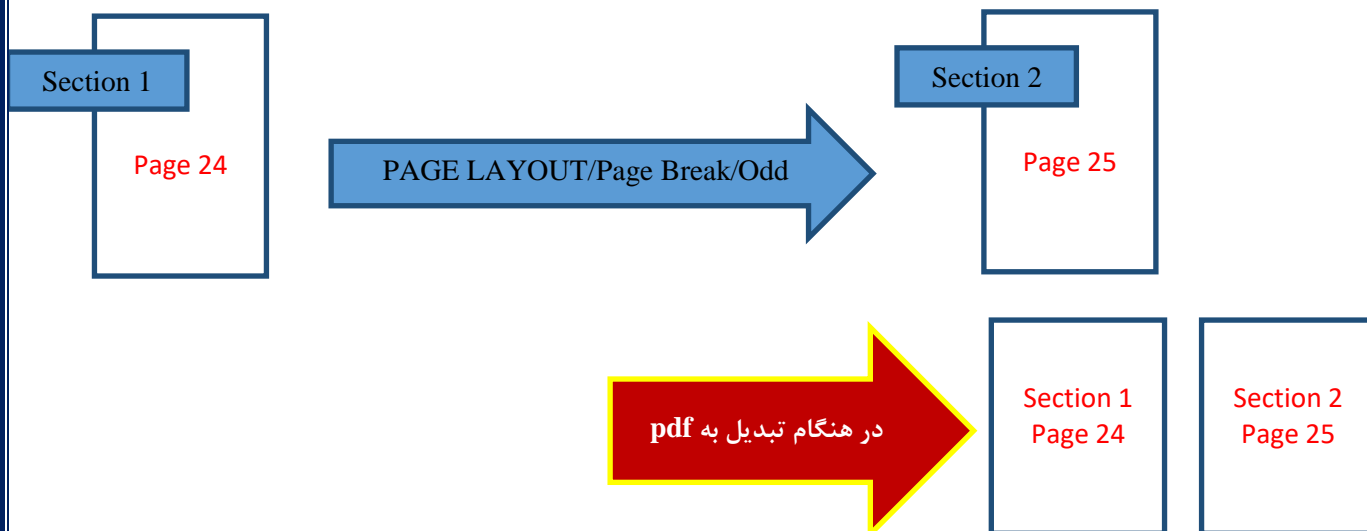 Section 1
Page 24
PAGE LAYOUT/Page Break/Odd
Section 2
Page 25
در هنگام تبدیل به pdf
Section 1
Page 24
Section 2
Page 25